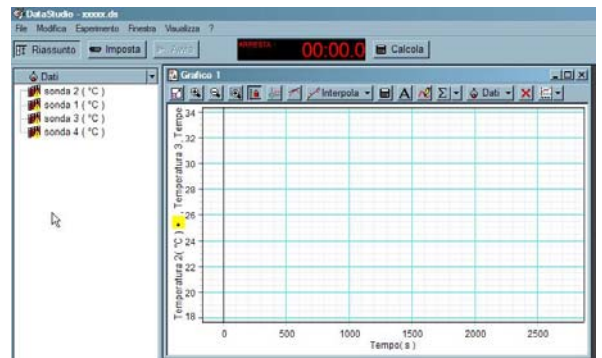 DataStudio - xxxxx.ds
File Modifica Esperimento Finestra Visualizza ?
Riassunto Imposta Avvia 00:00.0 Calcola
Dati
sonda 2 ( °C )
sonda 1 ( °C )
sonda 3 ( °C )
sonda 4 ( °C )
Grafico 1
Interpola A Σ Dati
Temperatura 2( °C ) , Temperatura 3, Tempe
34
32
30
28
26
24
22
20
18
0 500 1000 1500 2000 2500
Tempo( s )